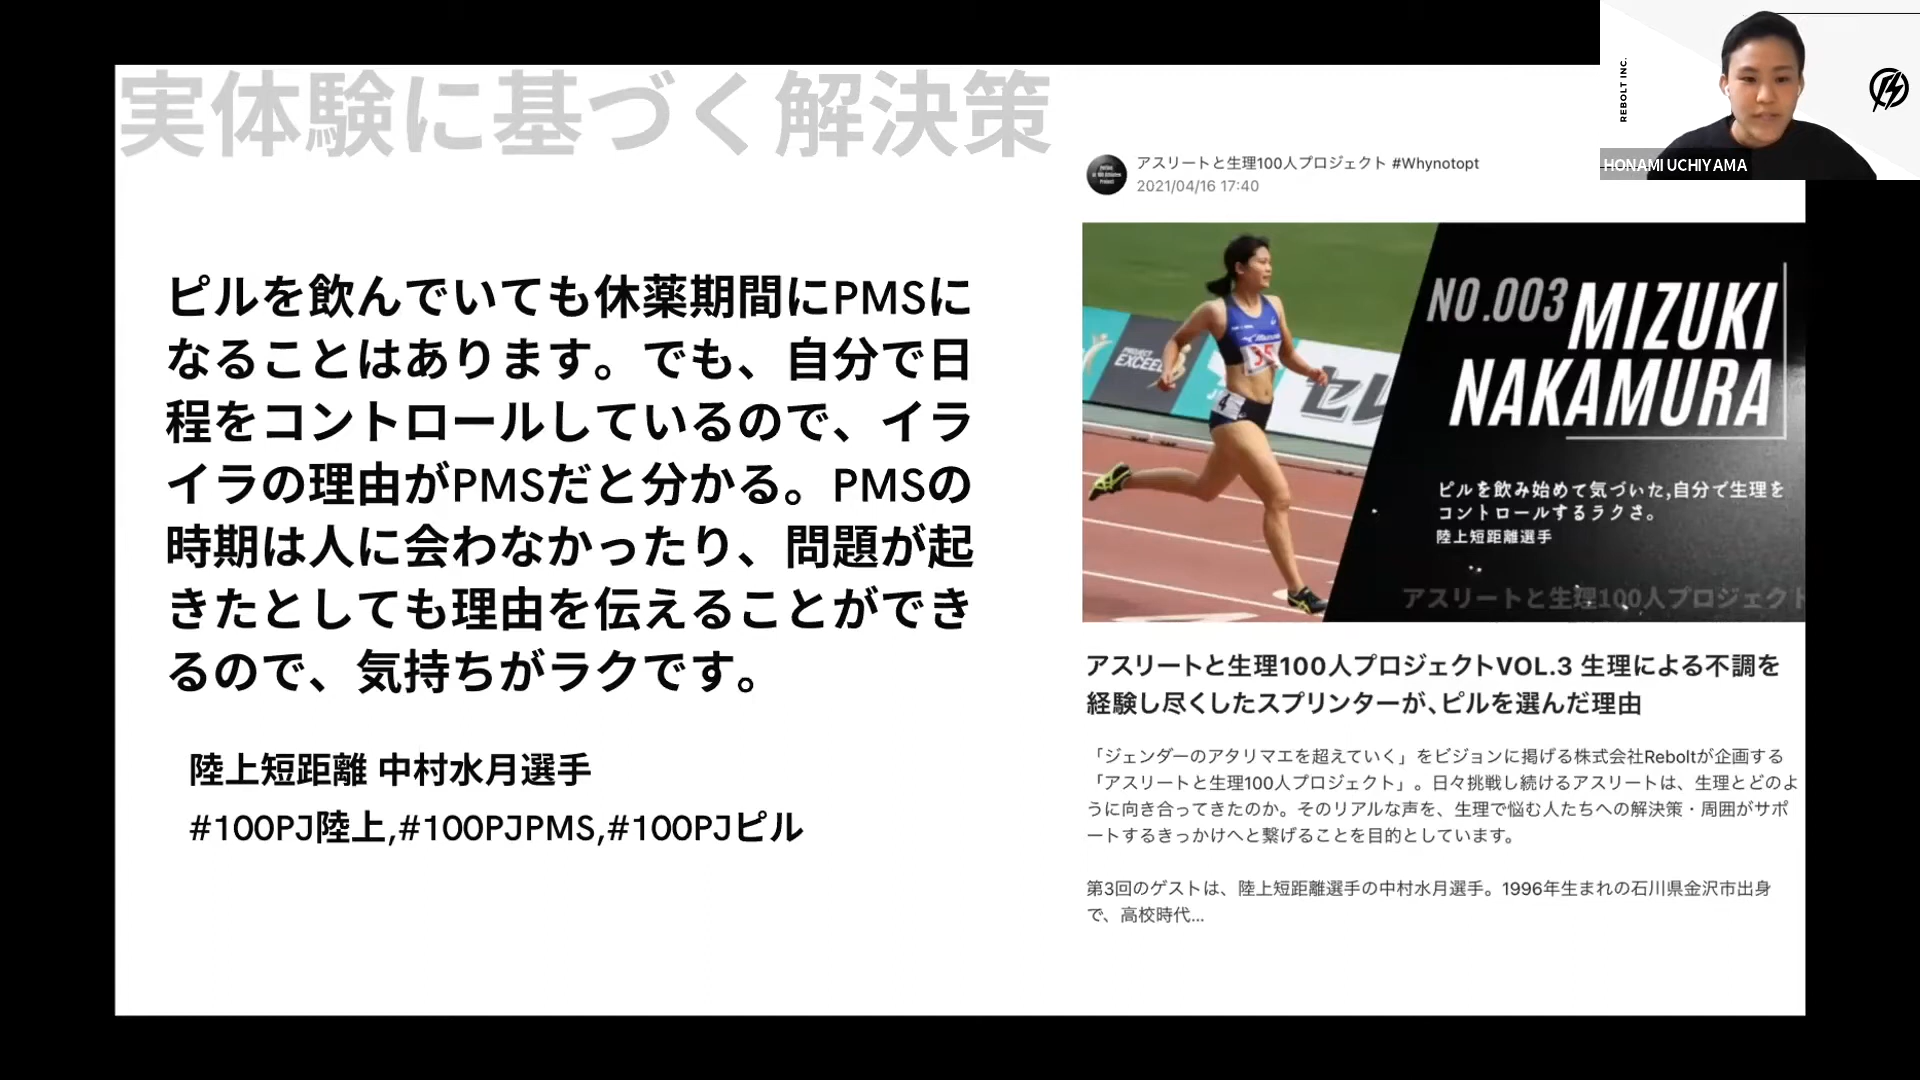 実体験に基づく解決策
ピルを飲んでいても休薬期間にPMSに
なることはあります。でも、自分で日
程をコントロールしているので、イラ
イラの理由がPMSだと分かる。PMSの
時期は人に会わなかったり、問題が起
きたとしても理由を伝えることができ
るので、気持ちがラクです。
陸上短距離 中村水月選手
#100PJ陸上,#100PJPMS,#100PJピル
アスリートと生理100人プロジェクト #Whynotopt
2021/04/16 17:40
PROJECT
EXCEED
セレ
35
4
NO.003 MIZUKI
NAKAMURA
ピルを飲み始めて気づいた,自分で生理を
コントロールするラクさ。
陸上短距離選手
アスリートと生理100人プロジェクト
アスリートと生理100人プロジェクトVOL.3 生理による不調を
経験し尽くしたスプリンターが、ピルを選んだ理由
「ジェンダーのアタリマエを超えていく」をビジョンに掲げる株式会社Reboltが企画する
「アスリートと生理100人プロジェクト」。日々挑戦し続けるアスリートは、生理とどのよ
うに向き合ってきたのか。そのリアルな声を、生理で悩む人たちへの解決策・周囲がサポ
ートするきっかけへと繋げることを目的としています。
第3回のゲストは、陸上短距離選手の中村水月選手。1996年生まれの石川県金沢市出身
で、高校時代...
REBOLT INC.
HONAMI UCHIYAMA